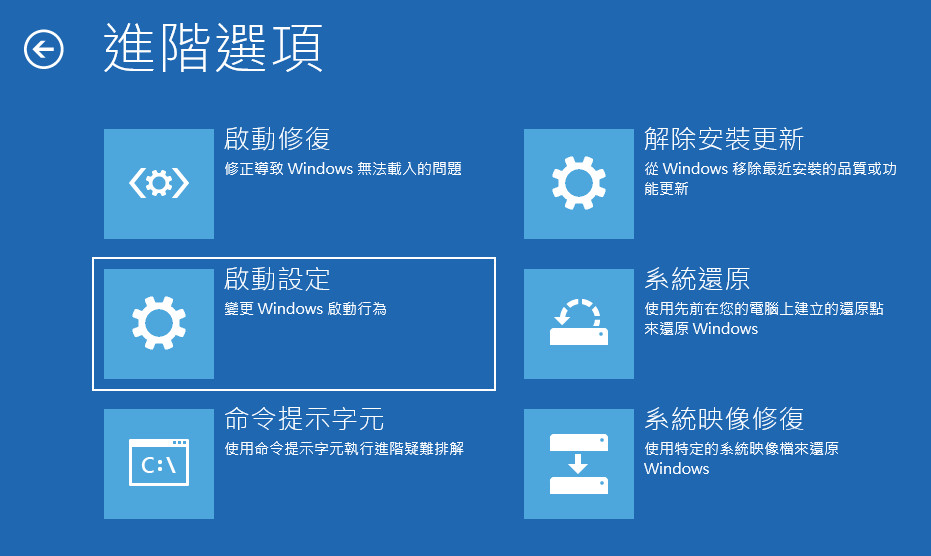 進階選項
啟動修復
修正導致 Windows 無法載入的問題
解除安裝更新
從 Windows 移除最近安裝的品質或功
能更新
啟動設定
變更 Windows 啟動行為
系統還原
使用先前在您的電腦上建立的還原點
來還原 Windows
命令提示字元
使用命令提示字元執行進階疑難排解
C:\
系統映像修復
使用特定的系統映像檔來還原
Windows